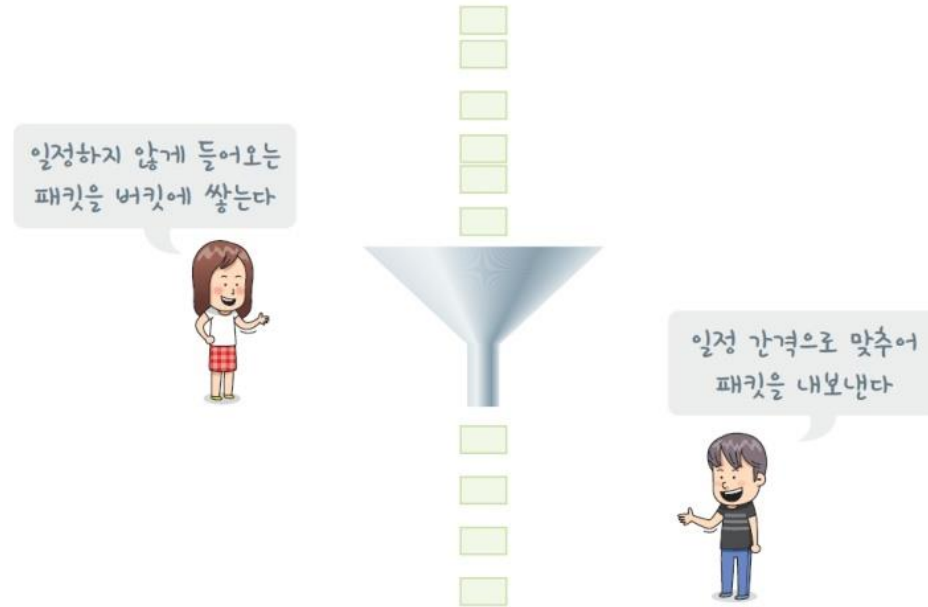 일정하지 않게 들어오는
패킷을 버킷에 쌓는다
일정 간격으로 맞추어
패킷을 내보낸다